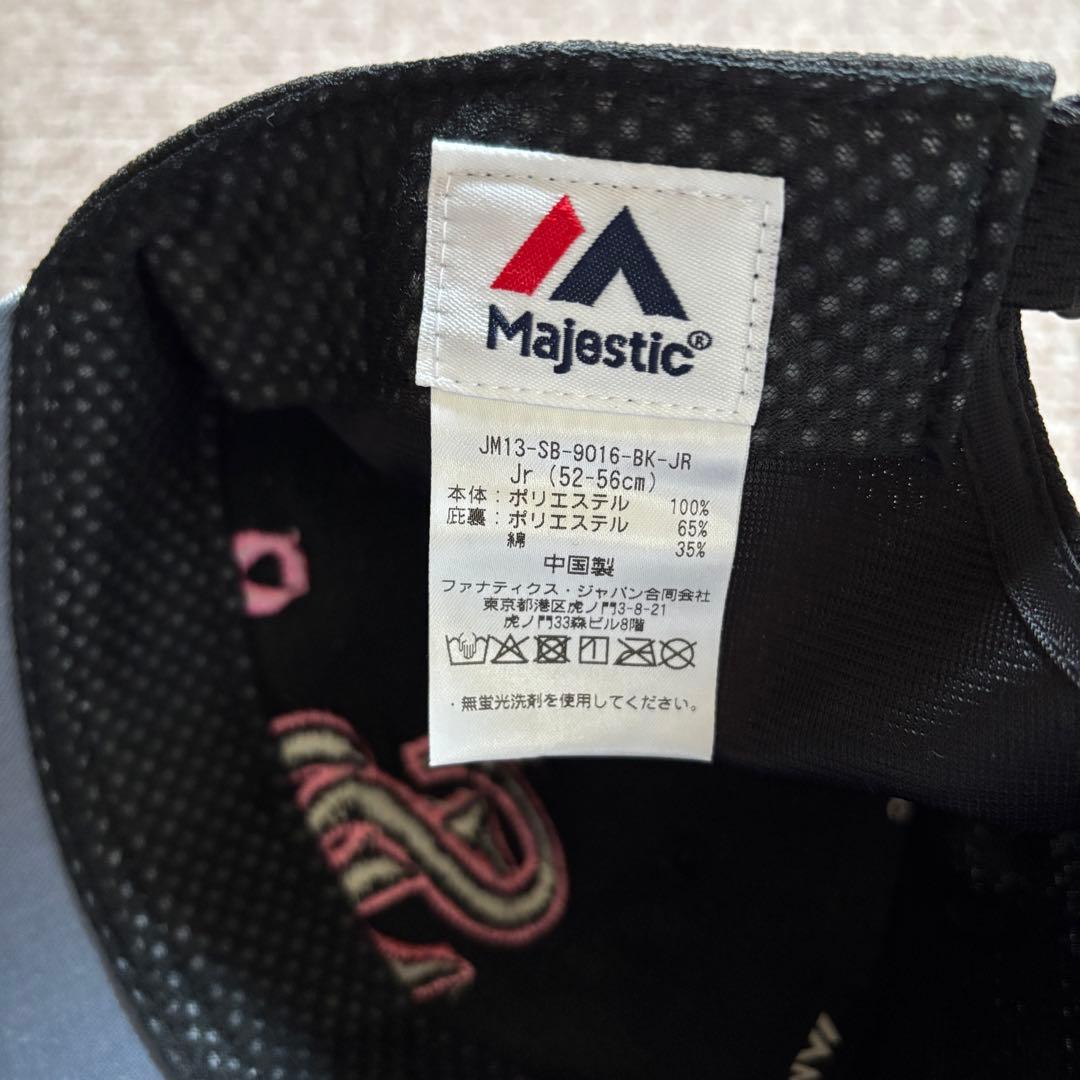 Majestic®
JM13-SB-9016-BK-JR
Jr (52-56cm)
本体：ポリエステル 100%
庇裏：ポリエステル 65%
綿 35%
中国製
ファナティクス・ジャパン合同会社
東京都港区虎ノ門3-8-21
虎ノ門33森ビル8階
・無蛍光洗剤を使用してください。